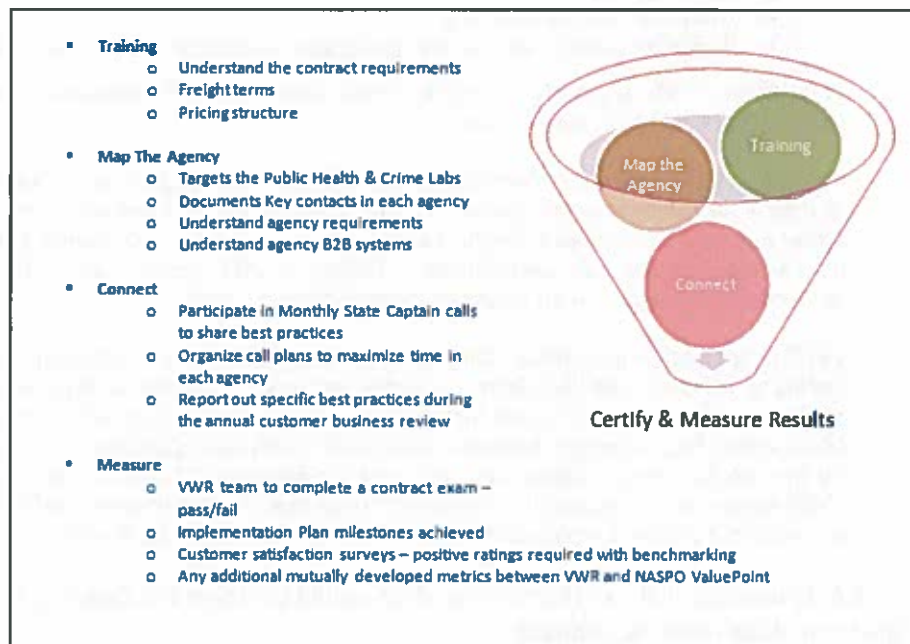 ▪ Training
o Understand the contract requirements
o Freight terms
o Pricing structure
▪ Map The Agency
o Targets the Public Health & Crime Labs
o Documents Key contacts in each agency
o Understand agency requirements
o Understand agency B2B systems
▪ Connect
o Participate in Monthly State Captain calls
to share best practices
o Organize call plans to maximize time in
each agency
o Report out specific best practices during
the annual customer business review
▪ Measure
o VWR team to complete a contract exam –
pass/fail
o Implementation Plan milestones achieved
o Customer satisfaction surveys – positive ratings required with benchmarking
o Any additional mutually developed metrics between VWR and NASPO ValuePoint
Training
Map the
Agency
Connect
Certify & Measure Results